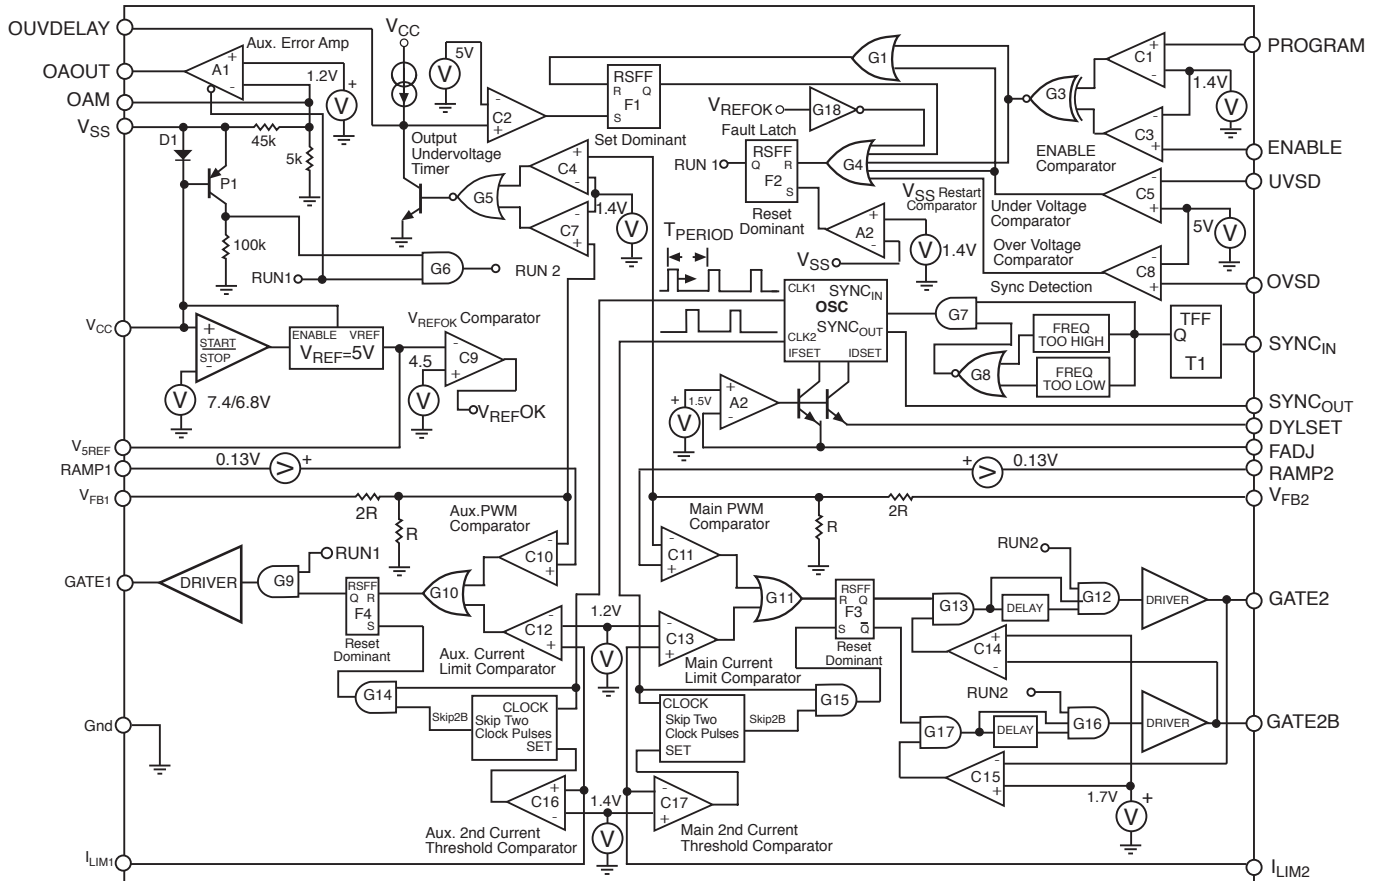 OUVDELAY
OAOUT
OAM
VSS
Aux. Error Amp
A1
+
-
1.2V
V
+
D1
45k
5k
P1
100k
RUN1
G6
RUN 2
VCC
5V
V
-
C2
+
Output
Undervoltage
Timer
RSFF
R Q
F1
S
Set Dominant
G5
+
C4
-
-
C7
+
1.4V
V
VREFOK
G18
Fault Latch
RUN 1
RSFF
Q R
F2
S
Reset
Dominant
G1
G4
G3
+
C1
-
1.4V
V
-
C3
+
ENABLE
Comparator
PROGRAM
ENABLE
UVSD
OVSD
VSS Restart
Comparator
+
A2
-
VSS
V
1.4V
-
C5
+
Under Voltage
Comparator
5V
V
Over Voltage
Comparator
-
C8
+
Sync Detection
TPERIOD
CLK1
SYNCIN
OSC
SYNCOUT
CLK2
IFSET IDSET
G7
G8
FREQ
TOO HIGH
FREQ
TOO LOW
TFF
Q
T1
SYNCIN
SYNCOUT
DYLSET
FADJ
RAMP2
VFB2
VCC
+
START
STOP
-
V
7.4/6.8V
ENABLE VREF
VREF=5V
VREFOK Comparator
4.5
-
C9
+
V
VREFOK
+
1.5V
V
+
A2
-
V5REF
RAMP1
0.13V
V
+
VFB1
2R
R
+
V
0.13V
2R
R
Aux.PWM
Comparator
-
C10
+
Main PWM
Comparator
-
C11
+
GATE1
DRIVER
G9
RUN1
RSFF
Q R
F4
S
Reset
Dominant
G10
-
C12
+
Aux. Current
Limit Comparator
1.2V
V
-
C13
+
Main Current
Limit Comparator
G11
RSFF
R Q
F3
S Q
Reset
Dominant
G13
DELAY
RUN2
G12
DRIVER
GATE2
+
C14
-
G14
Skip2B
CLOCK
Skip Two
Clock Pulses
SET
CLOCK
Skip Two
Clock Pulses
SET
Skip2B
G15
RUN2
G17
DELAY
G16
DRIVER
GATE2B
-
C15
+
1.7V
V
+
Gnd
+
C16
-
1.4V
V
-
C17
+
Aux. 2nd Current
Threshold Comparator
Main 2nd Current
Threshold Comparator
ILIM1
ILIM2